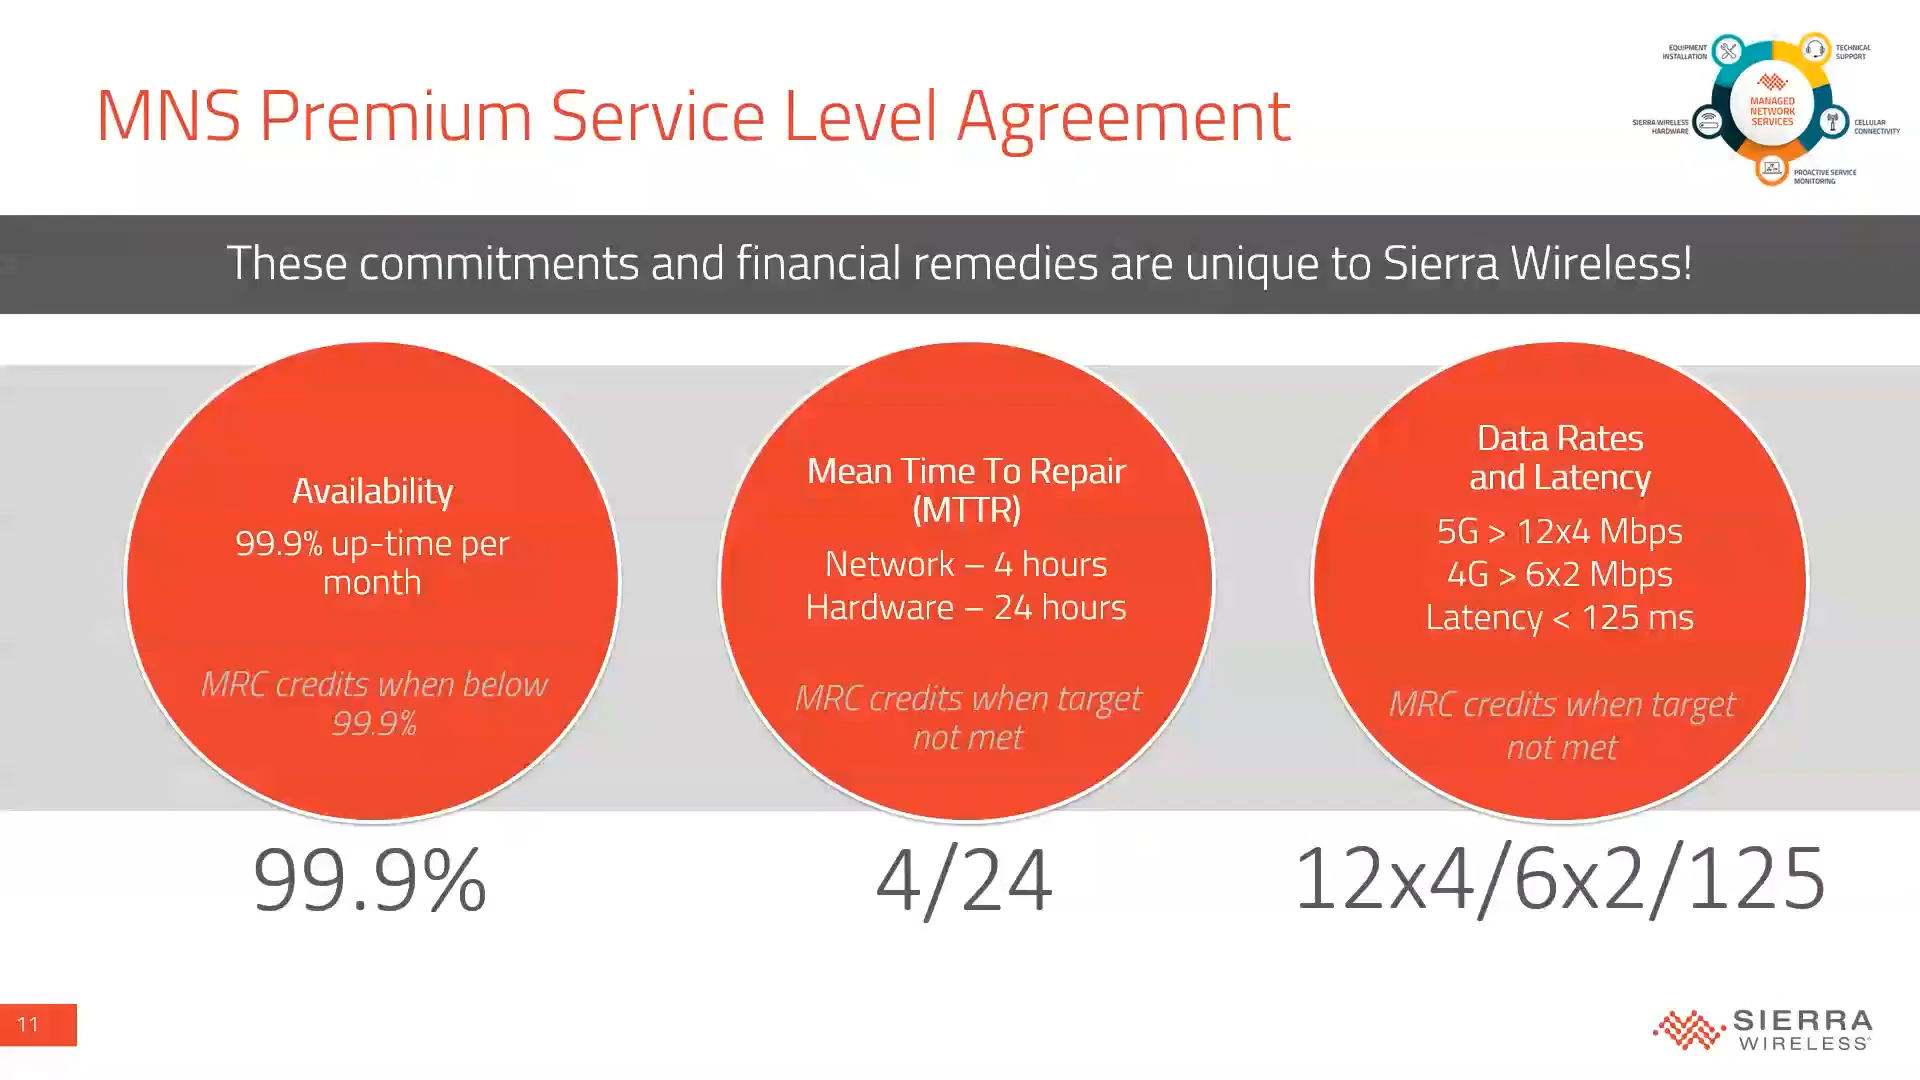 MNS Premium Service Level Agreement
EQUIPMENT
INSTALLATION
TECHNICAL
SUPPORT
MANAGED
NETWORK
SERVICES
SIERRA WIRELESS
HARDWARE
CELLULAR
CONNECTIVITY
PROACTIVE SERVICE
MONITORING
These commitments and financial remedies are unique to Sierra Wireless!
Availability
99.9% up-time per
month
MRC credits when below
99.9%
99.9%
Mean Time To Repair
(MTTR)
Network – 4 hours
Hardware – 24 hours
MRC credits when target
not met
4/24
Data Rates
and Latency
5G > 12x4 Mbps
4G > 6x2 Mbps
Latency < 125 ms
MRC credits when target
not met
12x4/6x2/125
11
SIERRA
WIRELESS